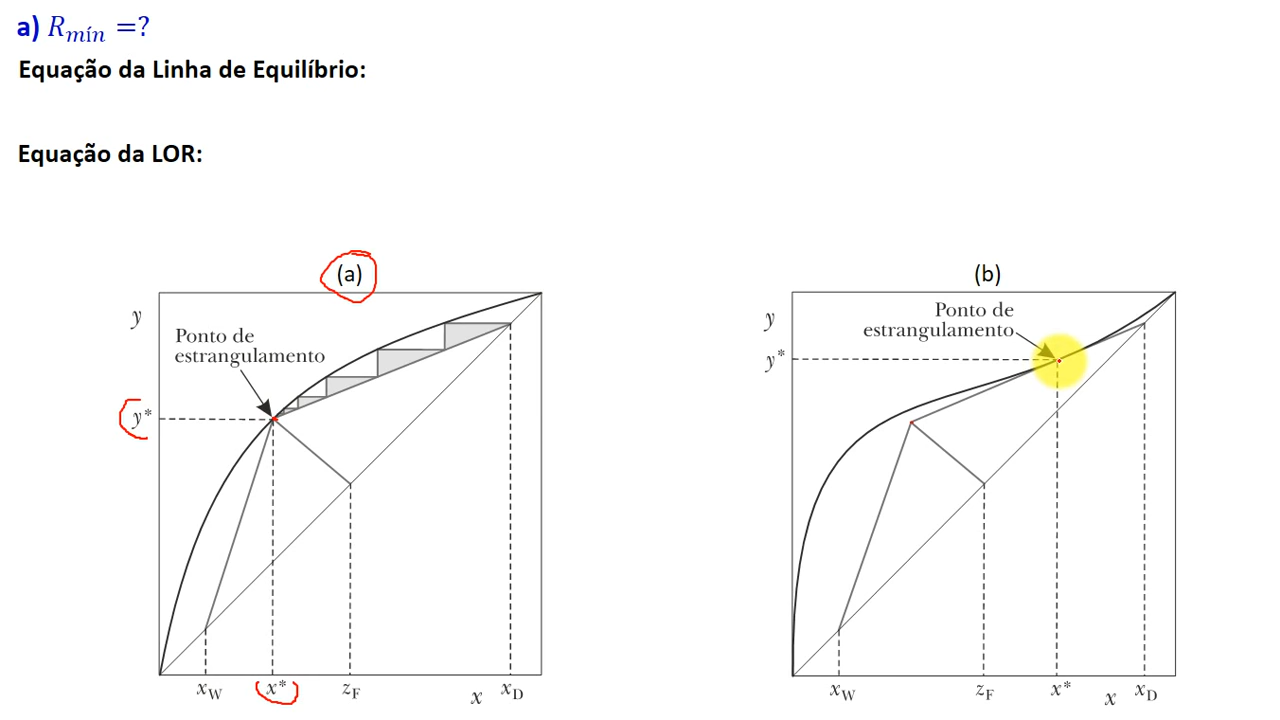 a) R_mín =?
Equação da Linha de Equilíbrio:
Equação da LOR:
(a)
y
Ponto de
estrangulamento
y*
x_W
x*
z_F
x
x_D
(b)
y
Ponto de
estrangulamento
y*
x_W
z_F
x*
x
x_D